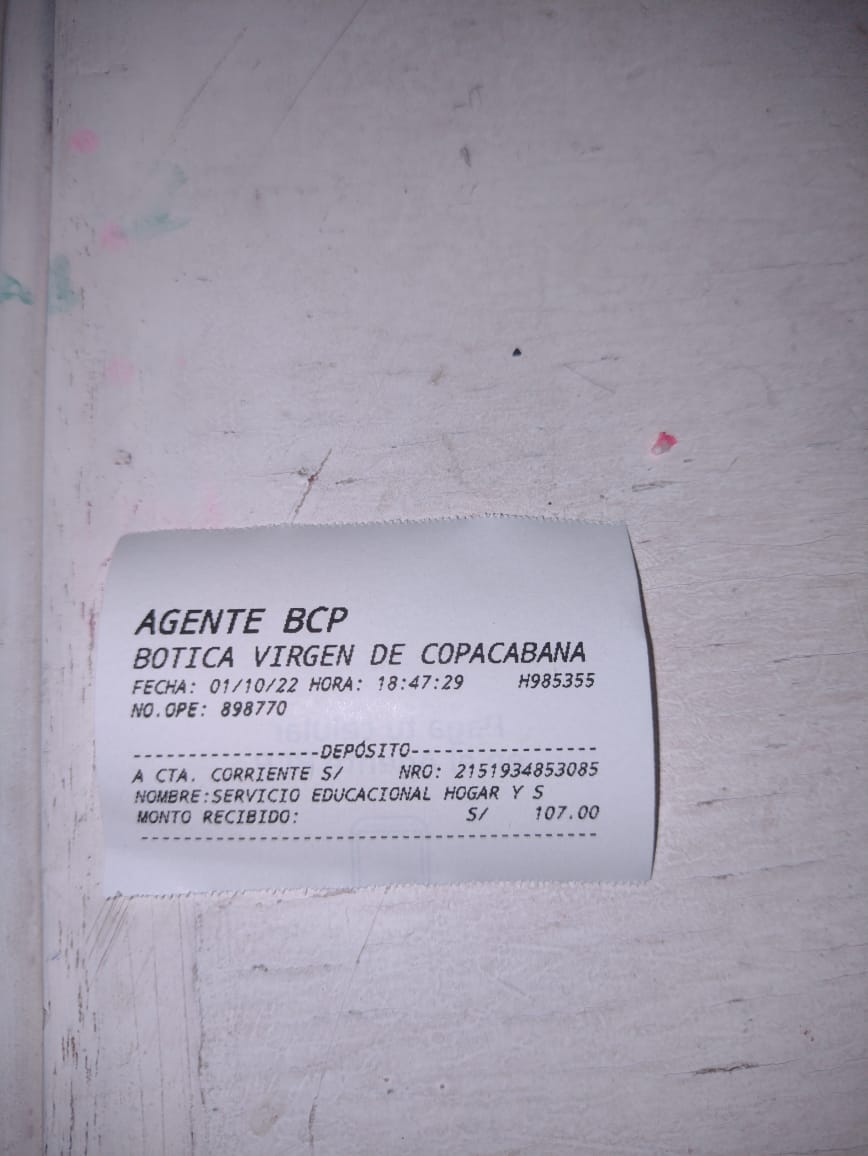 AGENTE BCP
BOTICA VIRGEN DE COPACABANA
FECHA: 01/10/22 HORA: 18:47:29 H985355
NO.OPE: 898770
-----------------DEPÓSITO-----------------
A CTA. CORRIENTE S/ NRO: 2151934853085
NOMBRE:SERVICIO EDUCACIONAL HOGAR Y S
MONTO RECIBIDO: S/ 107.00
------------------------------------------